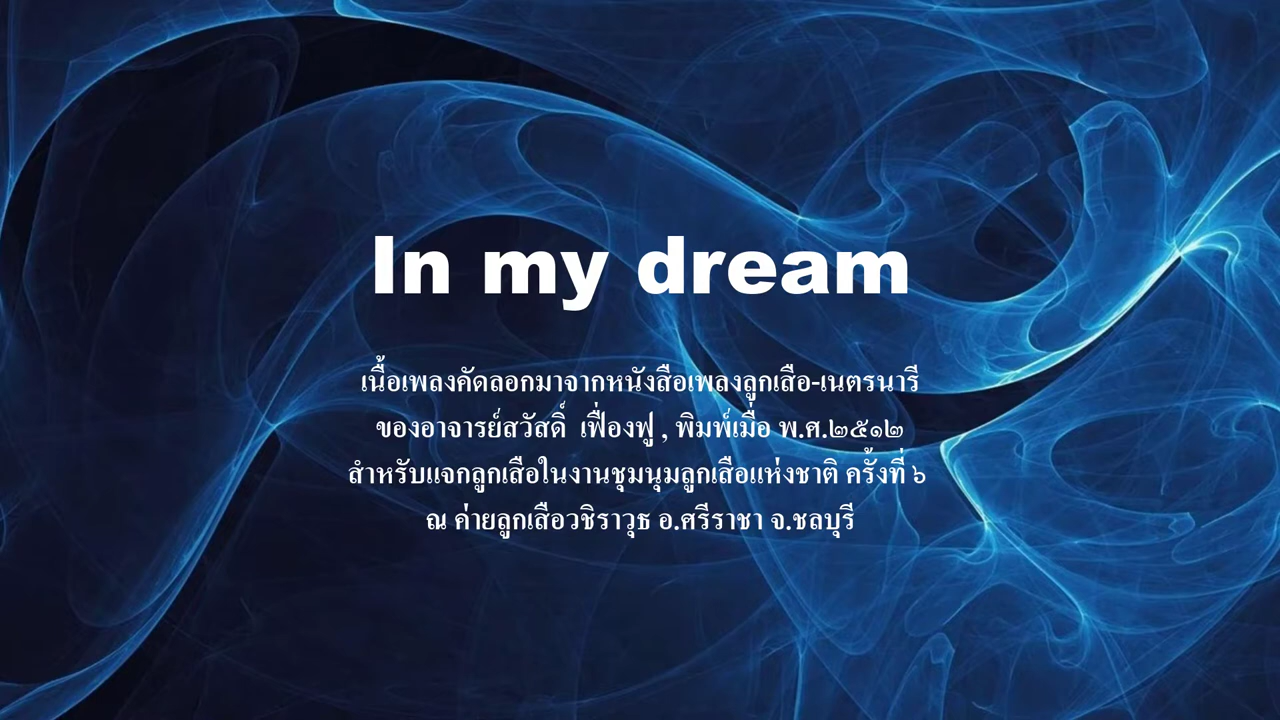 In my dream
เนื้อเพลงคัดลอกมาจากหนังสือเพลงลูกเสือ-เนตรนารี
ของอาจารย์สวัสดิ์ เฟื่องฟู , พิมพ์เมื่อ พ.ศ.๒๕๑๒
สำหรับแจกลูกเสือในงานชุมนุมลูกเสือแห่งชาติ ครั้งที่ ๖
ณ ค่ายลูกเสือวชิราวุธ อ.ศรีราชา จ.ชลบุรี